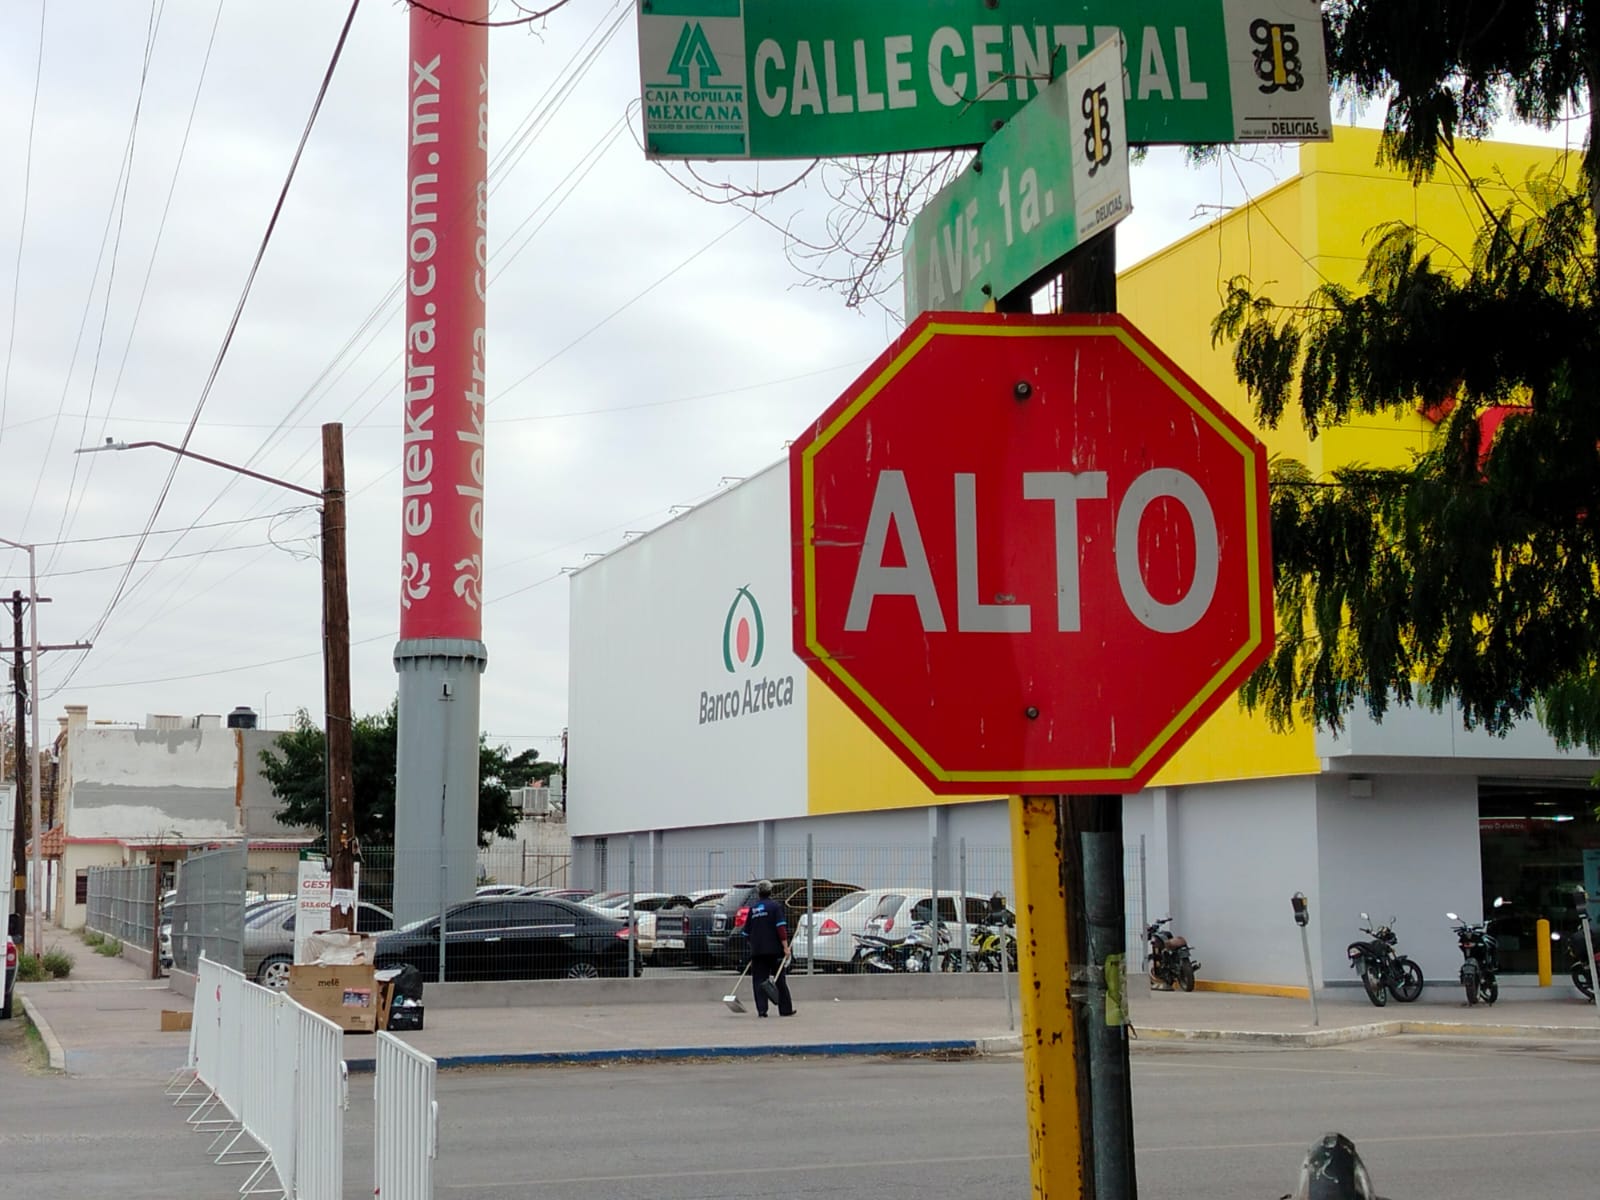 CAJA POPULAR
MEXICANA
CALLE CENTRAL
DELICIAS
AVE. 1a.
DELICIAS
elektra.com.mx
elektra.com.mx
ALTO
Banco Azteca
GEST
$13,600
mele